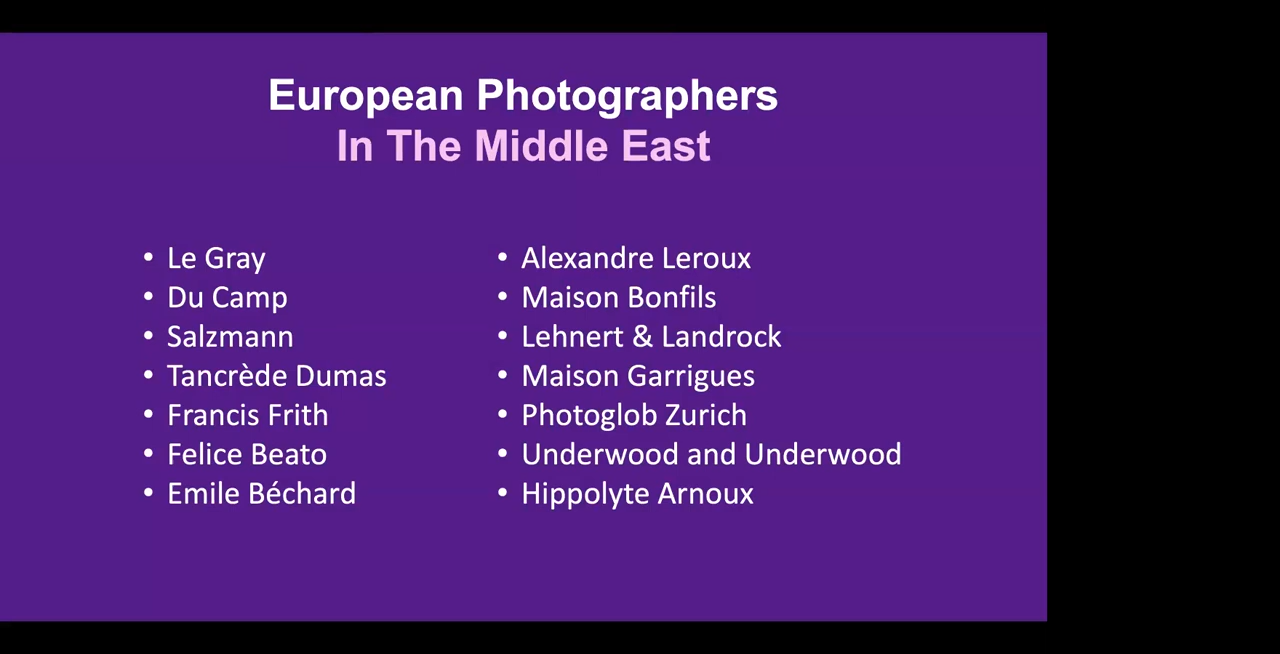 European Photographers
In The Middle East
• Le Gray
• Du Camp
• Salzmann
• Tancrède Dumas
• Francis Frith
• Felice Beato
• Emile Béchard
• Alexandre Leroux
• Maison Bonfils
• Lehnert & Landrock
• Maison Garrigues
• Photoglob Zurich
• Underwood and Underwood
• Hippolyte Arnoux